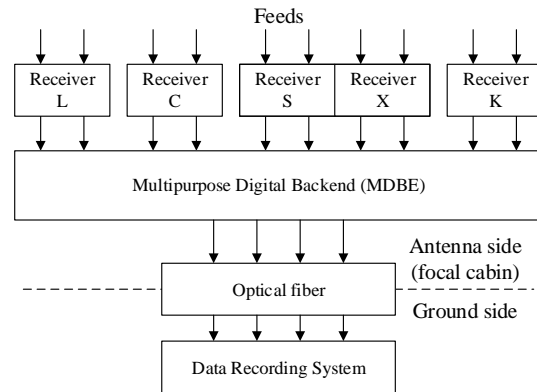 Feeds
Receiver
L
Receiver
C
Receiver
S
Receiver
X
Receiver
K
Multipurpose Digital Backend (MDBE)
Antenna side
(focal cabin)
Optical fiber
Ground side
Data Recording System